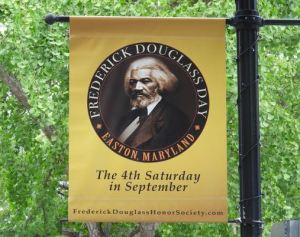 FREDERICK DOUGLASS DAY
EASTON, MARYLAND
The 4th Saturday
in September
FrederickDouglassHonorSociety.com